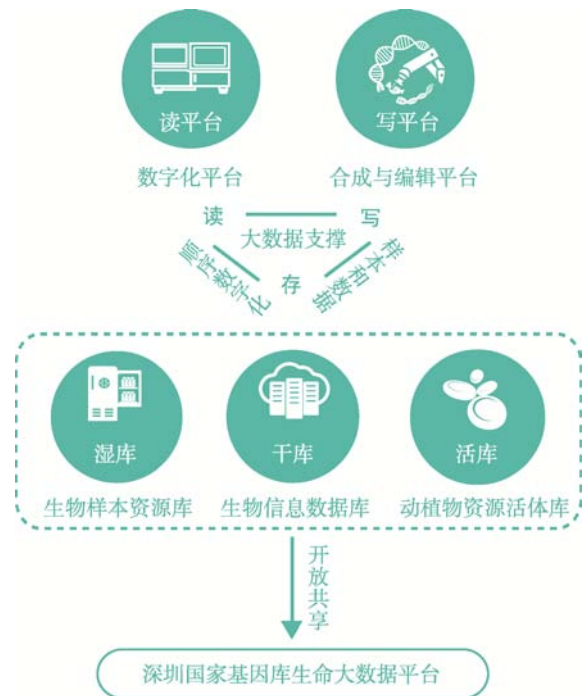 读平台
写平台
数字化平台
合成与编辑平台
读
写
大数据支撑
顺序数字化
存
样本和数据
湿库
干库
活库
生物样本资源库
生物信息数据库
动植物资源活体库
开放共享
深圳国家基因库生命大数据平台